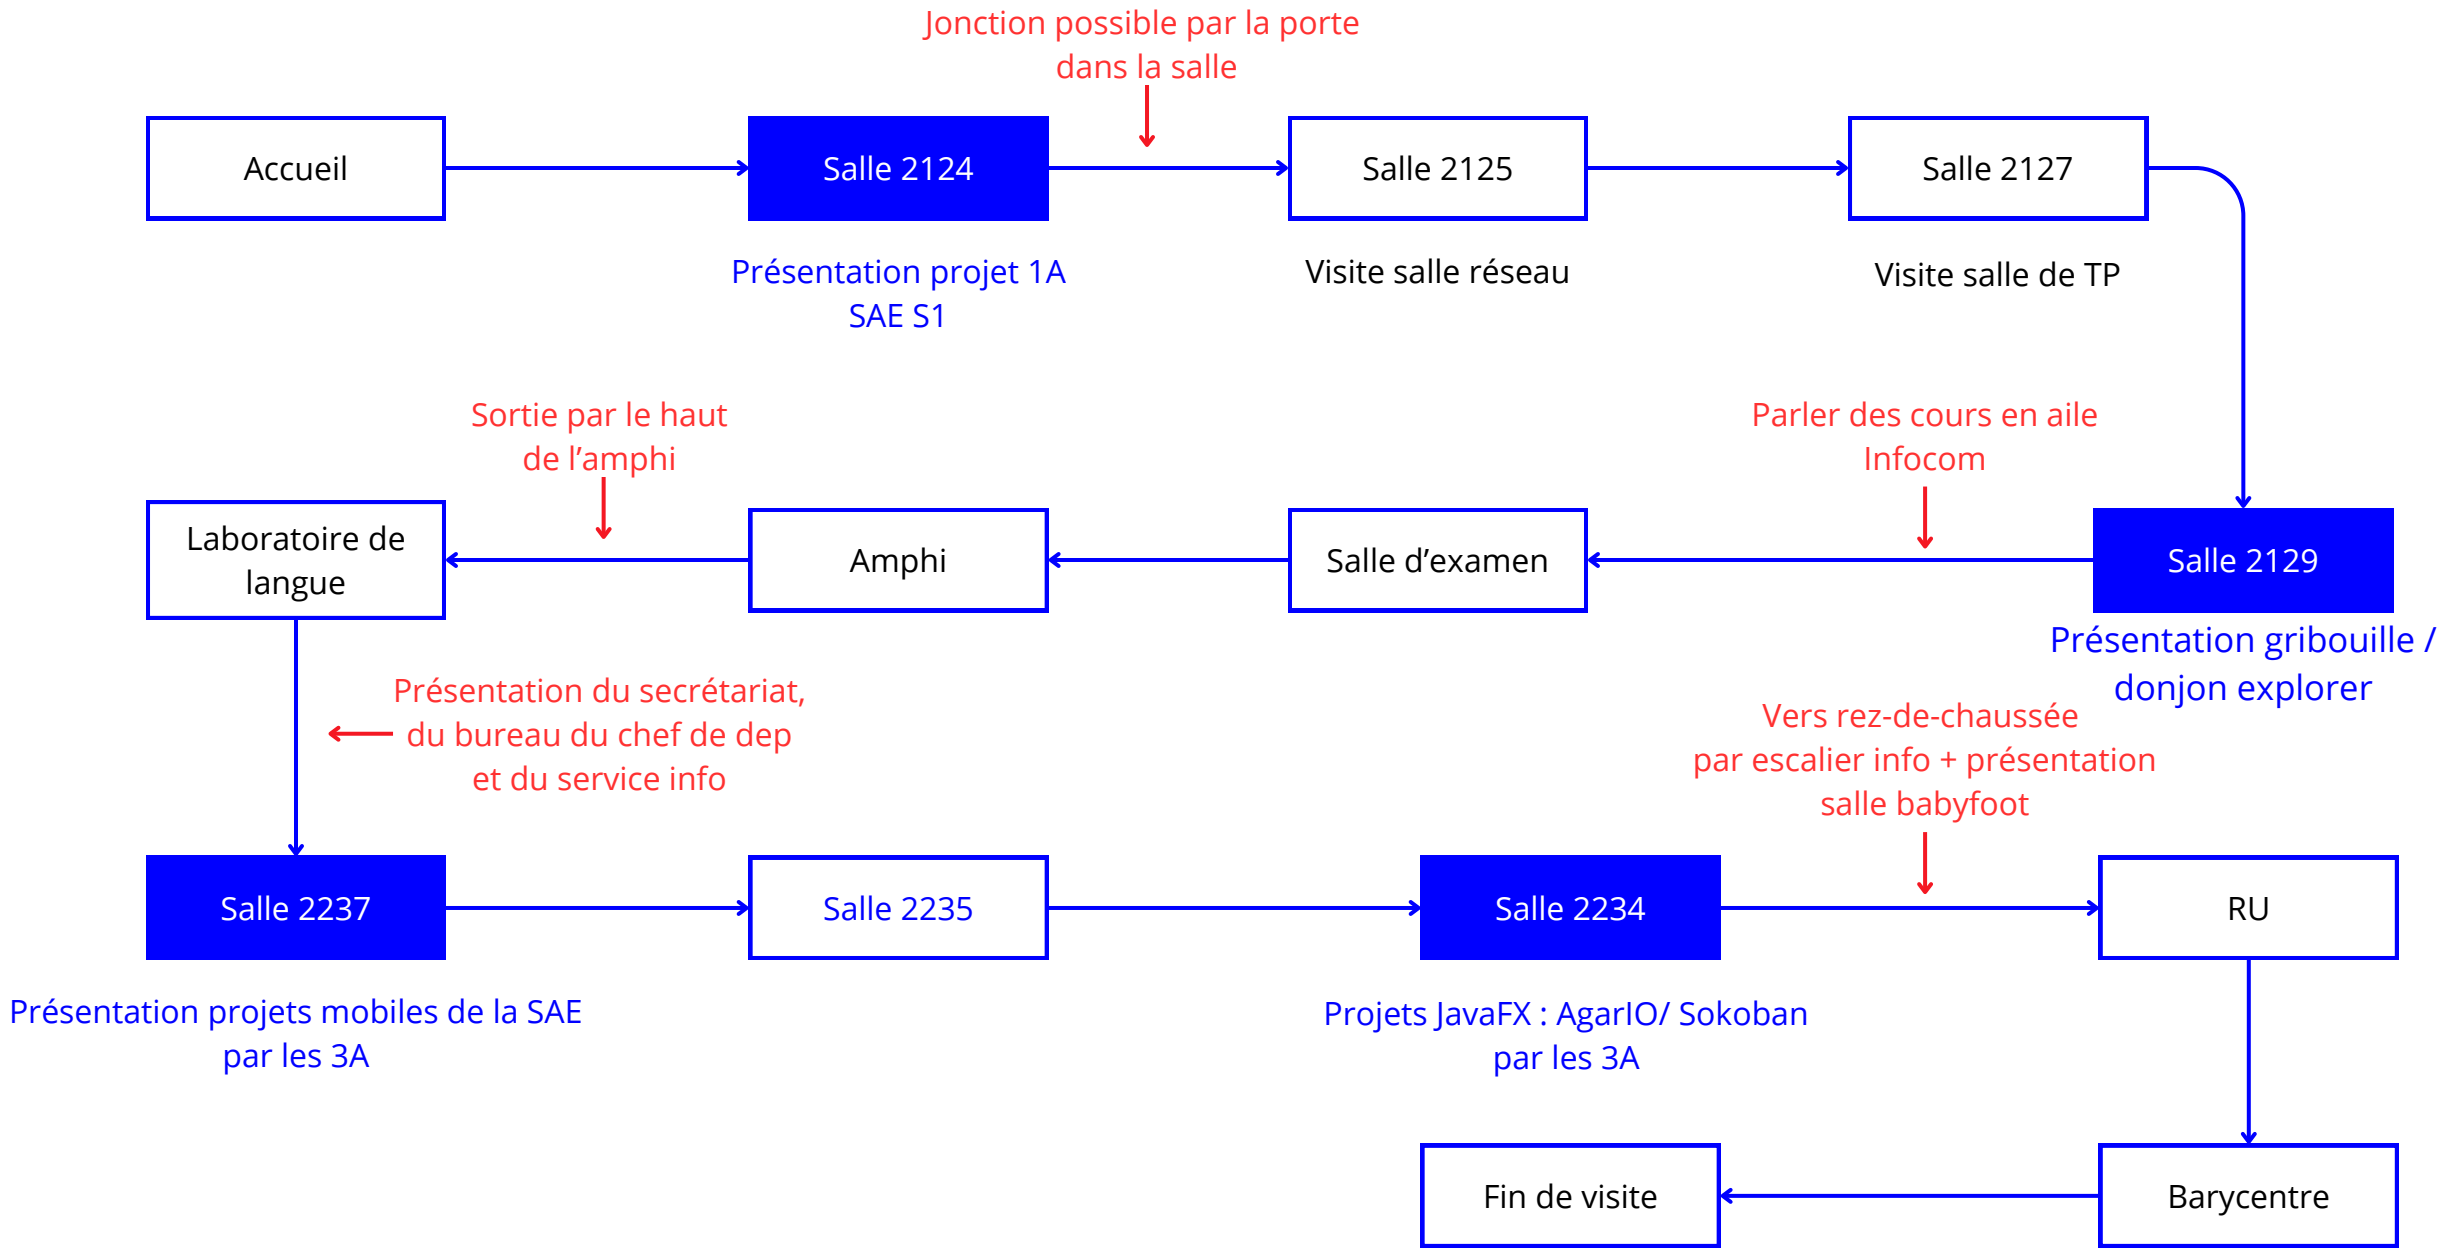 Jonction possible par la porte
dans la salle
Accueil
Salle 2124
Salle 2125
Salle 2127
Présentation projet 1A
SAE S1
Visite salle réseau
Visite salle de TP
Sortie par le haut
de l’amphi
Parler des cours en aile
Infocom
Laboratoire de
langue
Amphi
Salle d’examen
Salle 2129
Présentation gribouille /
donjon explorer
Présentation du secrétariat,
du bureau du chef de dep
et du service info
Vers rez-de-chaussée
par escalier info + présentation
salle babyfoot
Salle 2237
Salle 2235
Salle 2234
RU
Présentation projets mobiles de la SAE
par les 3A
Projets JavaFX : AgarIO/ Sokoban
par les 3A
Fin de visite
Barycentre